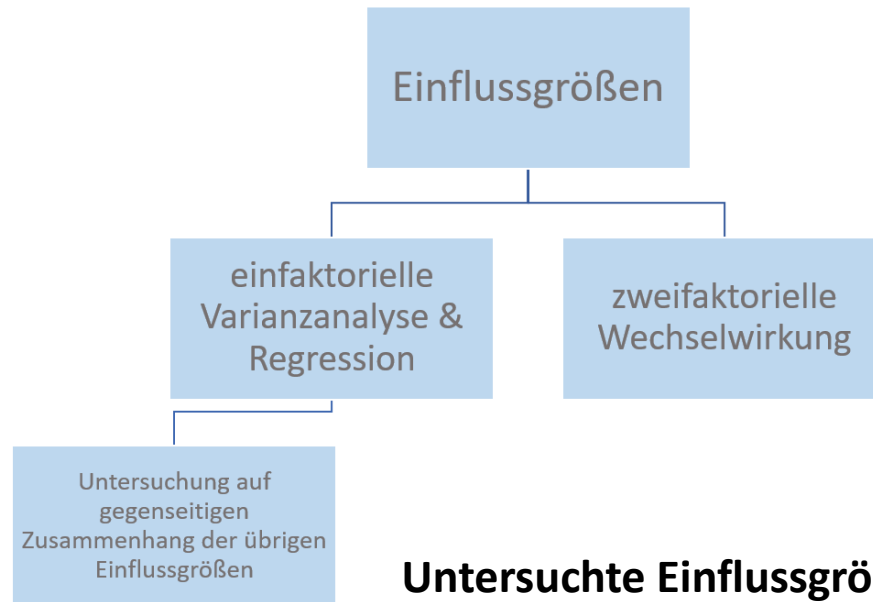 Einflussgrößen
einfaktorielle
Varianzanalyse &
Regression
zweifaktorielle
Wechselwirkung
Untersuchung auf
gegenseitigen
Zusammenhang der übrigen
Einflussgrößen
Untersuchte Einflussgrö